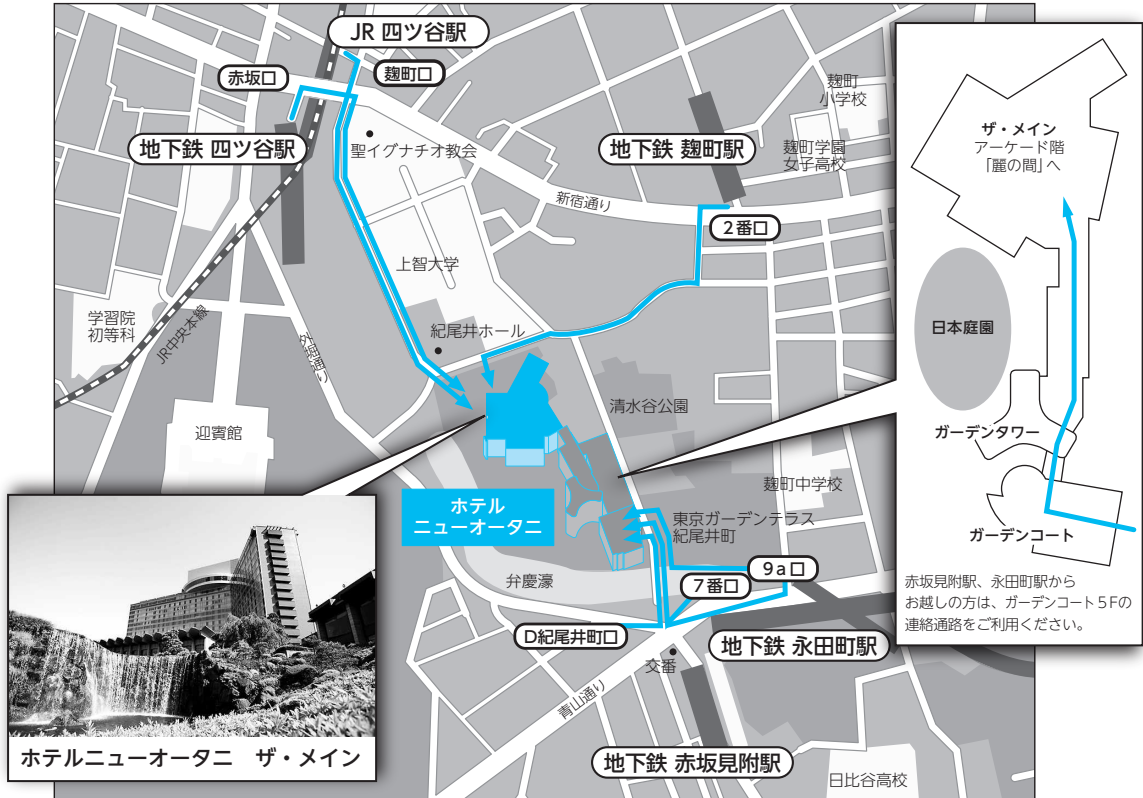 JR 四ツ谷駅
赤坂口
麹町口
地下鉄 四ツ谷駅
聖イグナチオ教会
地下鉄 麹町駅
麹町
小学校
麹町学園
女子高校
新宿通り
2番口
上智大学
学習院
初等科
JR中央本線
外堀通り
紀尾井ホール
清水谷公園
迎賓館
ホテル
ニューオータニ
麹町中学校
東京ガーデンテラス
紀尾井町
弁慶濠
9a口
7番口
D紀尾井町口
地下鉄 永田町駅
交番
青山通り
地下鉄 赤坂見附駅
日比谷高校
ホテルニューオータニ ザ・メイン
ザ・メイン
アーケード階
「麗の間」へ
日本庭園
ガーデンタワー
ガーデンコート
赤坂見附駅、永田町駅から
お越しの方は、ガーデンコート5Fの
連絡通路をご利用ください。